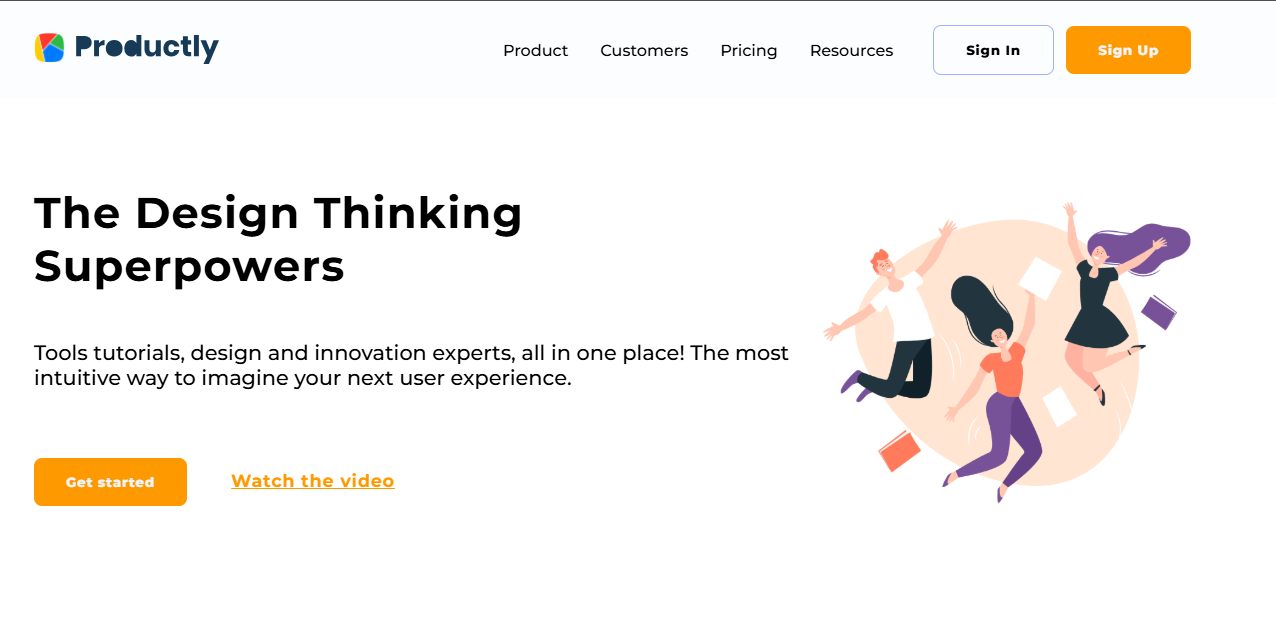 Productly
Product
Customers
Pricing
Resources
Sign In
Sign Up
The Design Thinking
Superpowers
Tools tutorials, design and innovation experts, all in one place! The most
intuitive way to imagine your next user experience.
Get started
Watch the video